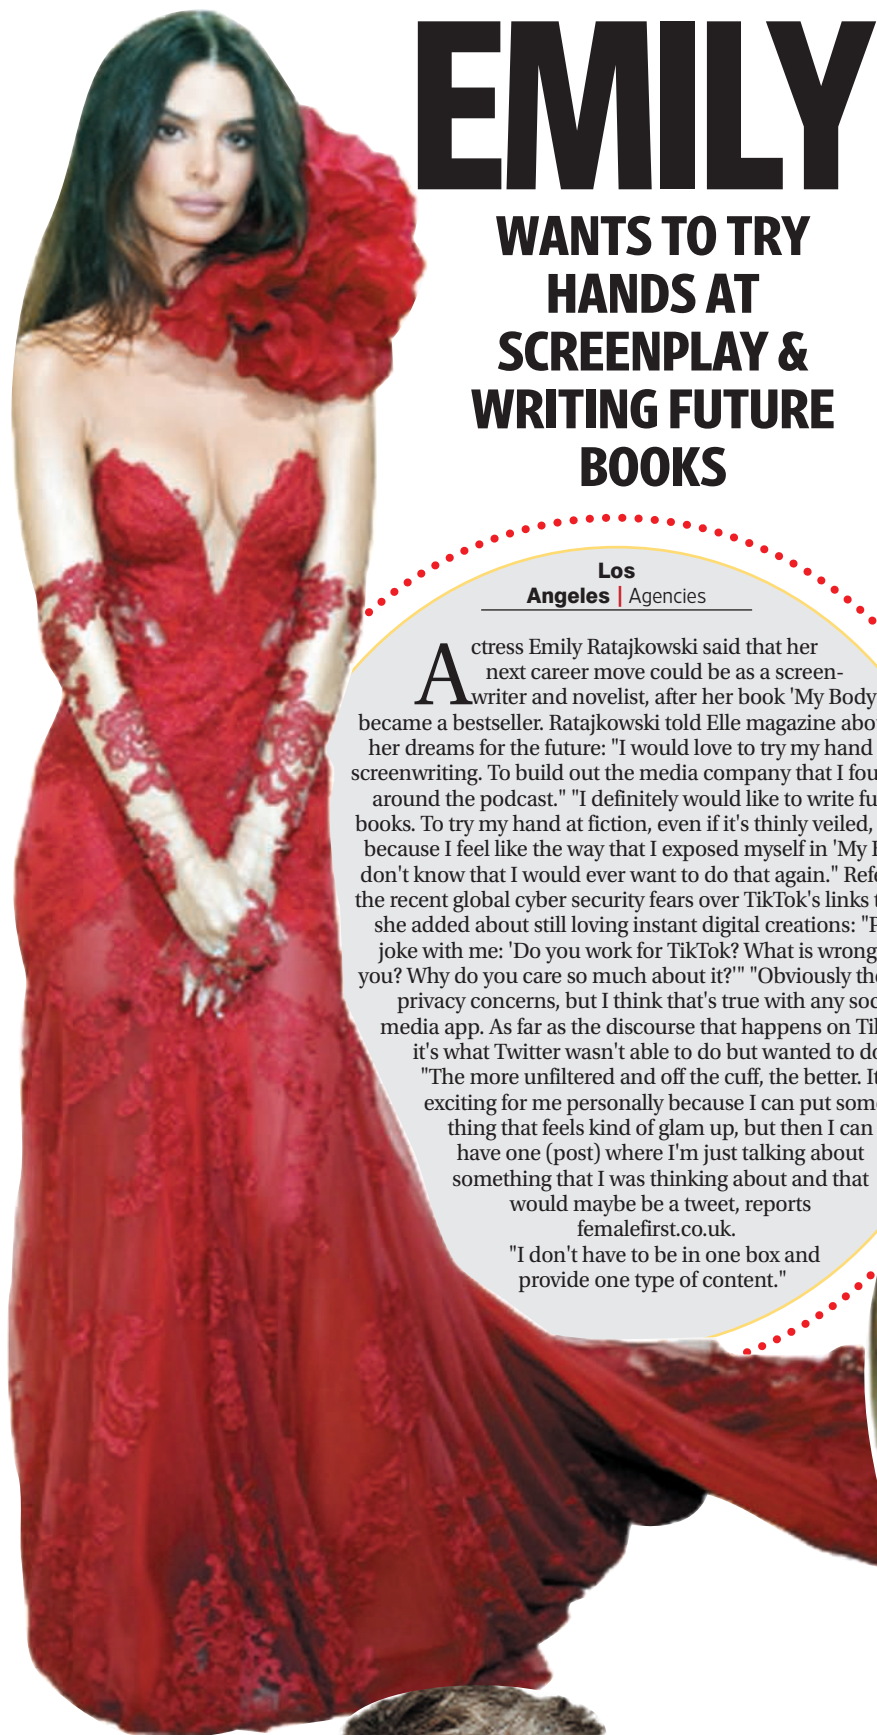 EMILY
WANTS TO TRY
HANDS AT
SCREENPLAY &
WRITING FUTURE
BOOKS
Los
Angeles | Agencies
Actress Emily Ratajkowski said that her
next career move could be as a screen-
writer and novelist, after her book 'My Body
became a bestseller. Ratajkowski told Elle magazine
her dreams for the future: "I would love to try my hand
screenwriting. To build out the media company that I
around the podcast." "I definitely would like to write
books. To try my hand at fiction, even if it's thinly veiled,
because I feel like the way that I exposed myself in 'My
don't know that I would ever want to do that again."
the recent global cyber security fears over TikTok's links
she added about still loving instant digital creations:
joke with me: 'Do you work for TikTok? What is wrong
you? Why do you care so much about it?'" "Obviously
privacy concerns, but I think that's true with any
media app. As far as the discourse that happens on
it's what Twitter wasn't able to do but wanted to
"The more unfiltered and off the cuff, the better.
exciting for me personally because I can put some-
thing that feels kind of glam up, but then I can
have one (post) where I'm just talking about
something that I was thinking about and that
would maybe be a tweet, reports
femalefirst.co.uk.
"I don't have to be in one box and
provide one type of content."